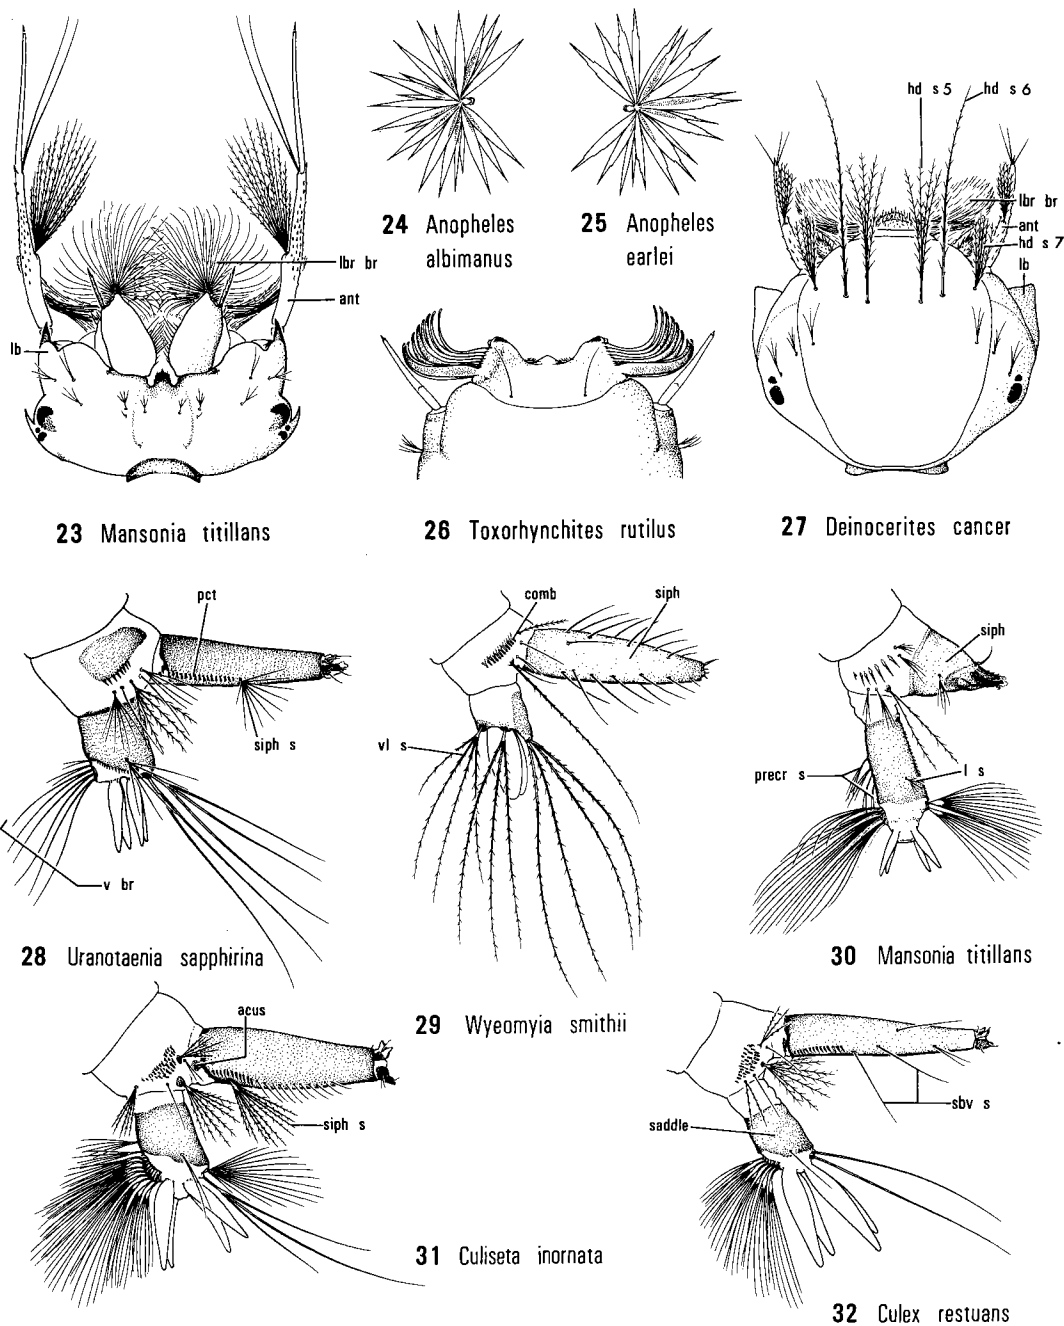 hd s 5
hd s 6
lbr br
ant
hd s 7
lb
lbr br
ant
lb
24 Anopheles
albimanus
25 Anopheles
earlei
23 Mansonia titillans
26 Toxorhynchites rutilus
27 Deinocerites cancer
pct
siph s
v br
28 Uranotaenia sapphirina
comb
siph
vl s
29 Wyeomyia smithii
siph
precr s
l s
30 Mansonia titillans
acus
siph s
31 Culiseta inornata
saddle
sbv s
32 Culex restuans